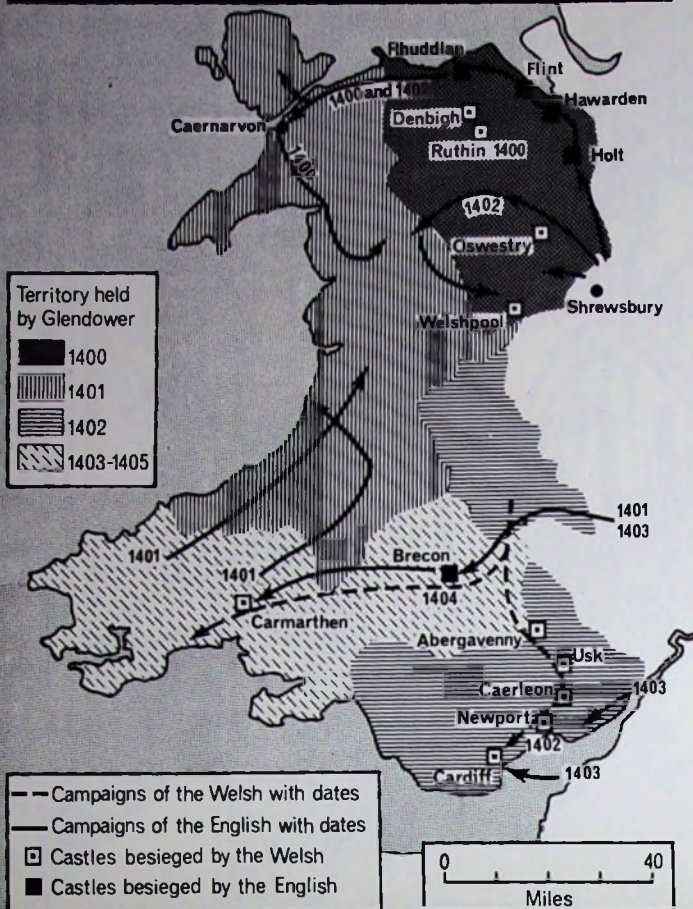 Rhuddlan
Flint
1400 and 1402
Hawarden
Caernarvon
Denbigh
Ruthin 1400
Holt
1400
1402
Oswestry
Territory held
by Glendower
1400
1401
1402
1403-1405
Shrewsbury
Welshpool
1401
1403
1401
1401
Brecon
1404
Carmarthen
Abergavenny
Usk
Caerleon
1403
Newport
1402
Cardiff
1403
Campaigns of the Welsh with dates
Campaigns of the English with dates
Castles besieged by the Welsh
Castles besieged by the English
0 40
Miles